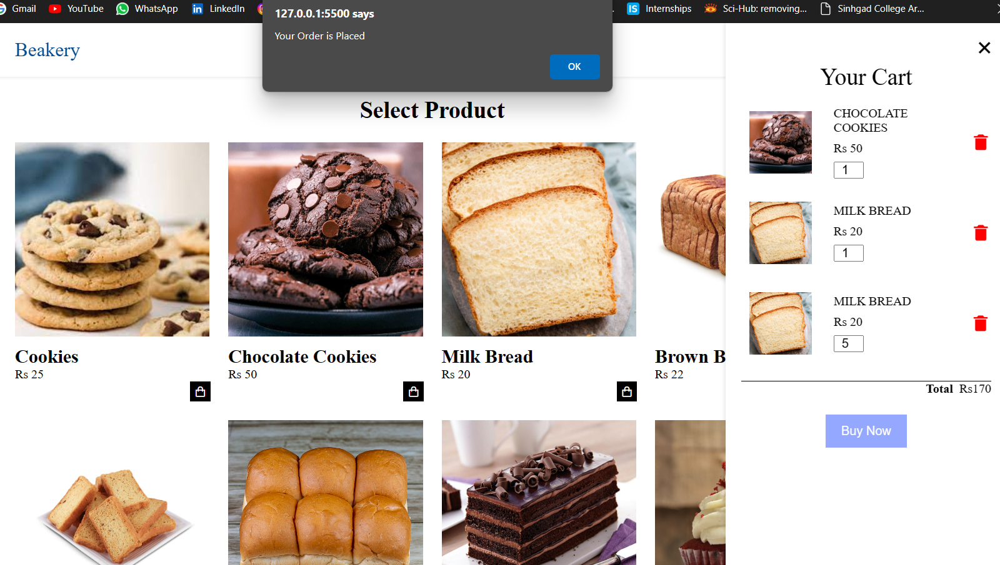 Gmail
YouTube
WhatsApp
in
LinkedIn
IS
Internships
Sci-Hub: removing...
Sinhgad College Ar...
127.0.0.1:5500 says
Your Order is Placed
OK
Beakery
Select Product
Cookies
Rs 25
Chocolate Cookies
Rs 50
Milk Bread
Rs 20
Brown B
Rs 22
Your Cart
CHOCOLATE
COOKIES
Rs 50
1
MILK BREAD
Rs 20
1
MILK BREAD
Rs 20
5
Total Rs170
Buy Now